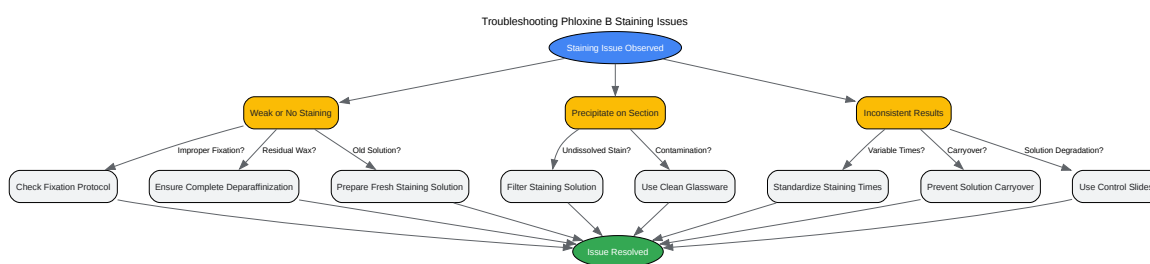 Troubleshooting Phloxine B Staining Issues
Staining Issue Observed
Weak or No Staining
Precipitate on Section
Inconsistent Results
Improper Fixation?
Residual Wax?
Old Solution?
Undissolved Stain?
Contamination?
Variable Times?
Carryover?
Solution Degradation?
Check Fixation Protocol
Ensure Complete Deparaffinization
Prepare Fresh Staining Solution
Filter Staining Solution
Use Clean Glassware
Standardize Staining Times
Prevent Solution Carryover
Use Control Slides
Issue Resolved